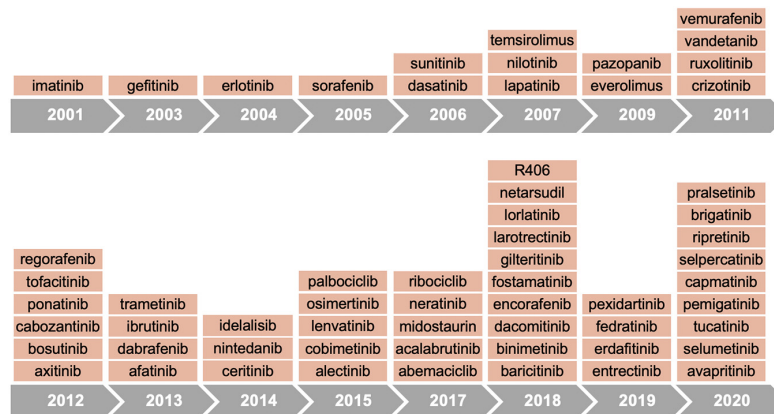 vemurafenib
temsirolimus vandetanib
sunitinib nilotinib pazopanib ruxolitinib
imatinib gefitinib erlotinib sorafenib dasatinib lapatinib everolimus crizotinib
2001 2003 2004 2005 2006 2007 2009 2011
R406
netarsudil pralsetinib
lorlatinib brigatinib
larotrectinib ripretinib
regorafenib gilteritinib selpercatinib
tofacitinib palbociclib ribociclib fostamatinib capmatinib
ponatinib trametinib osimertinib neratinib encorafenib pexidartinib pemigatinib
cabozantinib ibrutinib idelalisib lenvatinib midostaurin dacomitinib fedratinib tucatinib
bosutinib dabrafenib nintedanib cobimetinib acalabrutinib binimetinib erdafitinib selumetinib
axitinib afatinib ceritinib alectinib abemaciclib baricitinib entrectinib avapritinib
2012 2013 2014 2015 2017 2018 2019 2020